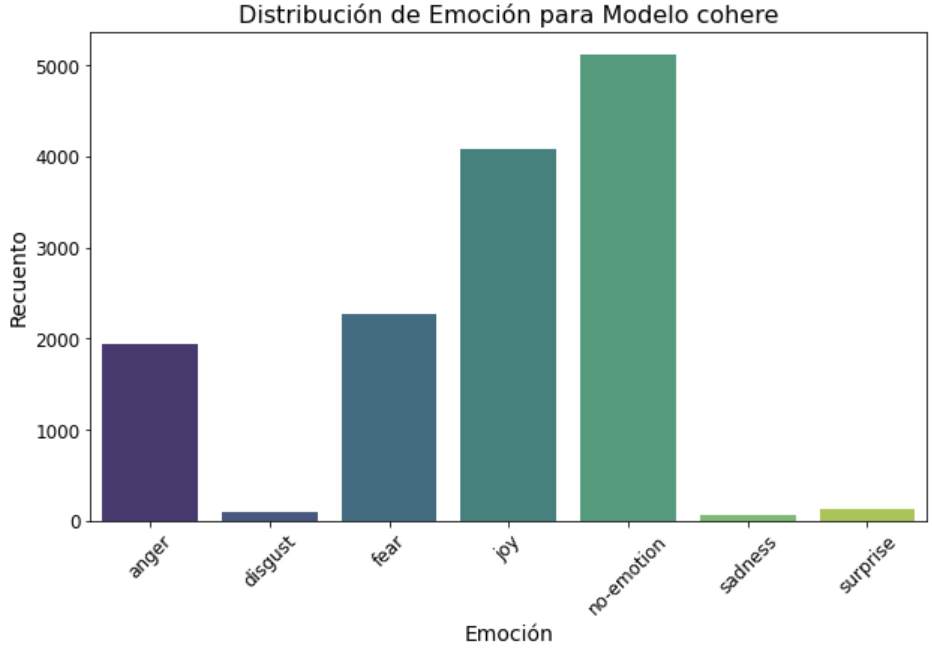 Distribución de Emoción para Modelo cohere
5000
4000
3000
2000
1000
0
Recuento
anger
disgust
fear
joy
no-emotion
sadness
surprise
Emoción